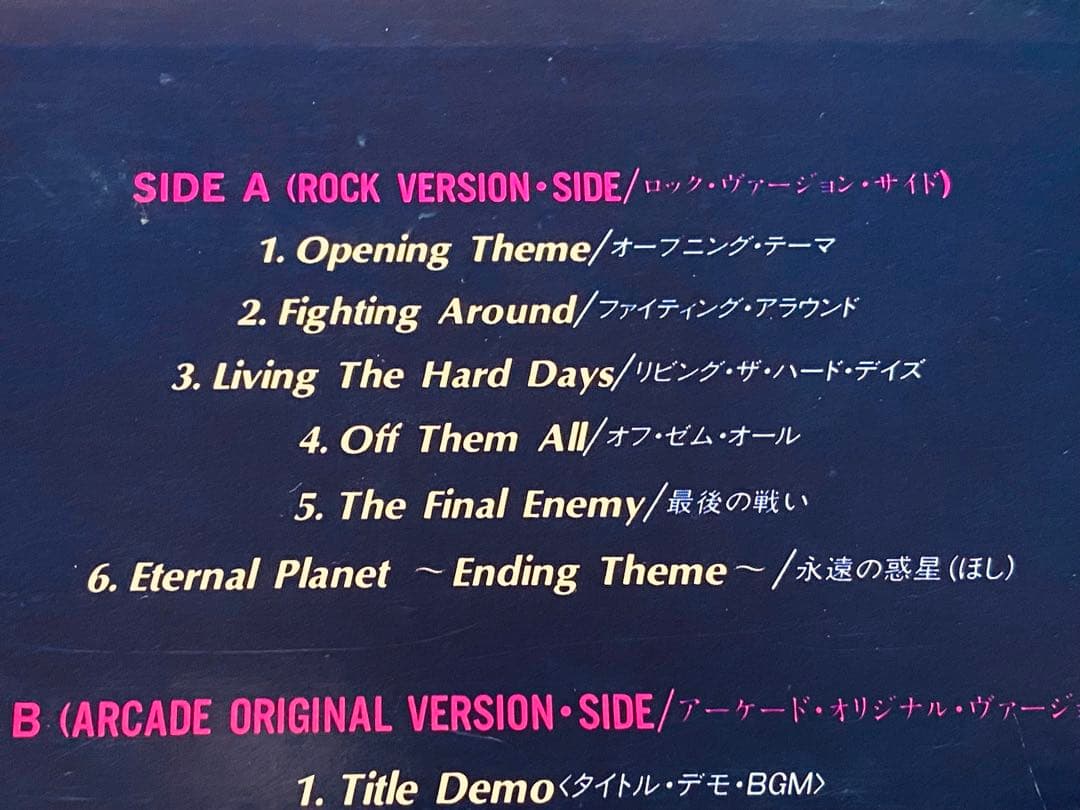 SIDE A (ROCK VERSION・SIDE/ロック・ヴァージョン・サイド)
1. Opening Theme/オープニング・テーマ
2. Fighting Around/ファイティング・アラウンド
3. Living The Hard Days/リビング・ザ・ハード・デイズ
4. Off Them All/オフ・ゼム・オール
5. The Final Enemy/最後の戦い
6. Eternal Planet ～Ending Theme～/永遠の惑星(ほし)
B (ARCADE ORIGINAL VERSION・SIDE/アーケード・オリジナル・ヴァージ
1. Title Demo〈タイトル・デモ・BGM〉